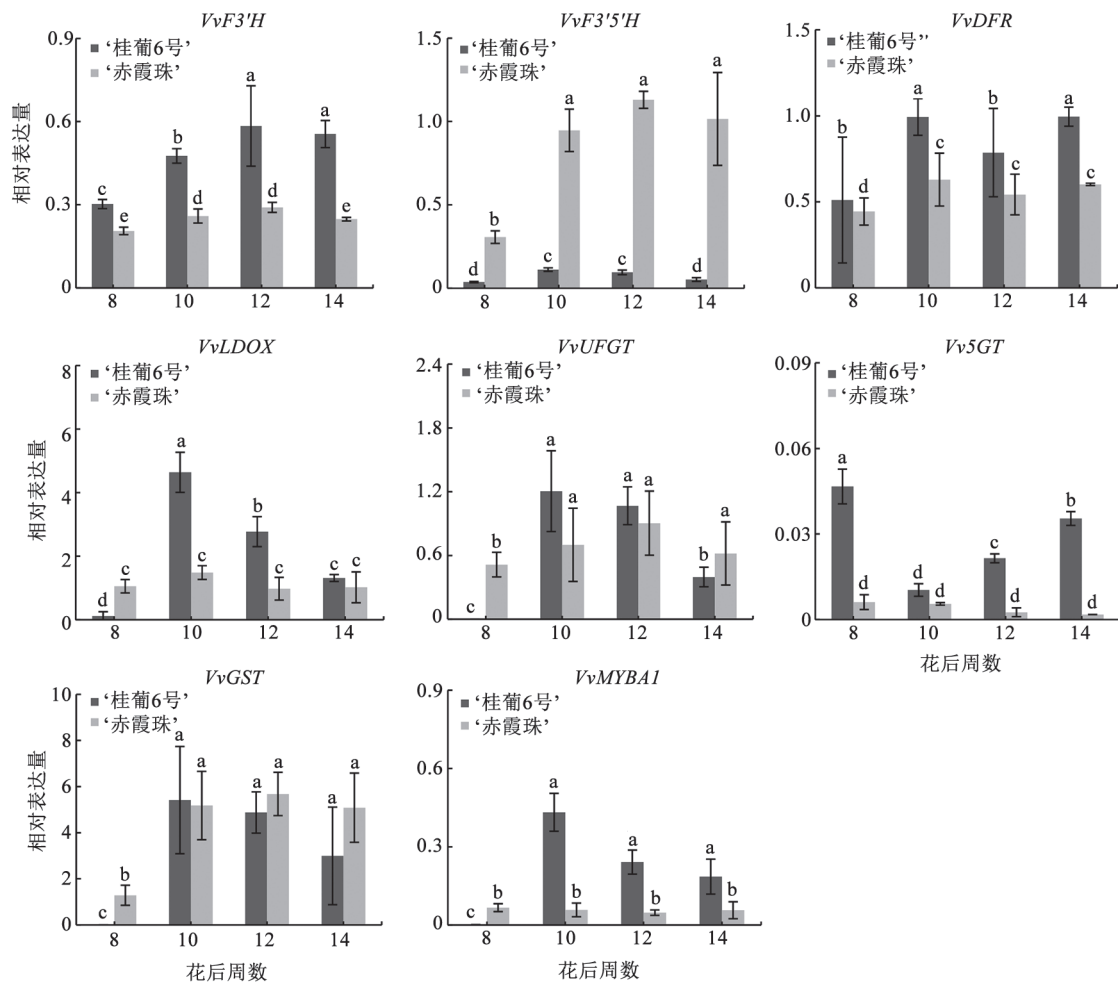 VvF3'H
0.9
0.6
0.3
0
相对表达量
'桂葡6号'
'赤霞珠'
c
e
b
d
a
d
a
e
8
10
12
14
VvF3'5'H
1.5
1.0
0.5
0
'桂葡6号'
'赤霞珠'
d
b
c
a
c
a
d
a
8
10
12
14
VvDFR
1.5
1.0
0.5
0
'桂葡6号''
'赤霞珠'
b
d
a
c
b
c
a
c
8
10
12
14
VvLDOX
8
6
4
2
0
相对表达量
'桂葡6号'
'赤霞珠'
d
c
a
c
b
c
c
c
8
10
12
14
VvUFGT
2.4
1.8
1.2
0.6
0
'桂葡6号'
'赤霞珠'
c
b
a
a
a
a
b
a
8
10
12
14
Vv5GT
0.09
0.06
0.03
0
'桂葡6号'
'赤霞珠'
a
d
d
d
c
d
b
d
8
10
12
14
花后周数
VvGST
10
8
6
4
2
0
相对表达量
'桂葡6号'
'赤霞珠'
c
b
a
a
a
a
a
a
8
10
12
14
花后周数
VvMYBA1
0.9
0.6
0.3
0
'桂葡6号'
'赤霞珠'
c
b
a
b
a
b
a
b
8
10
12
14
花后周数